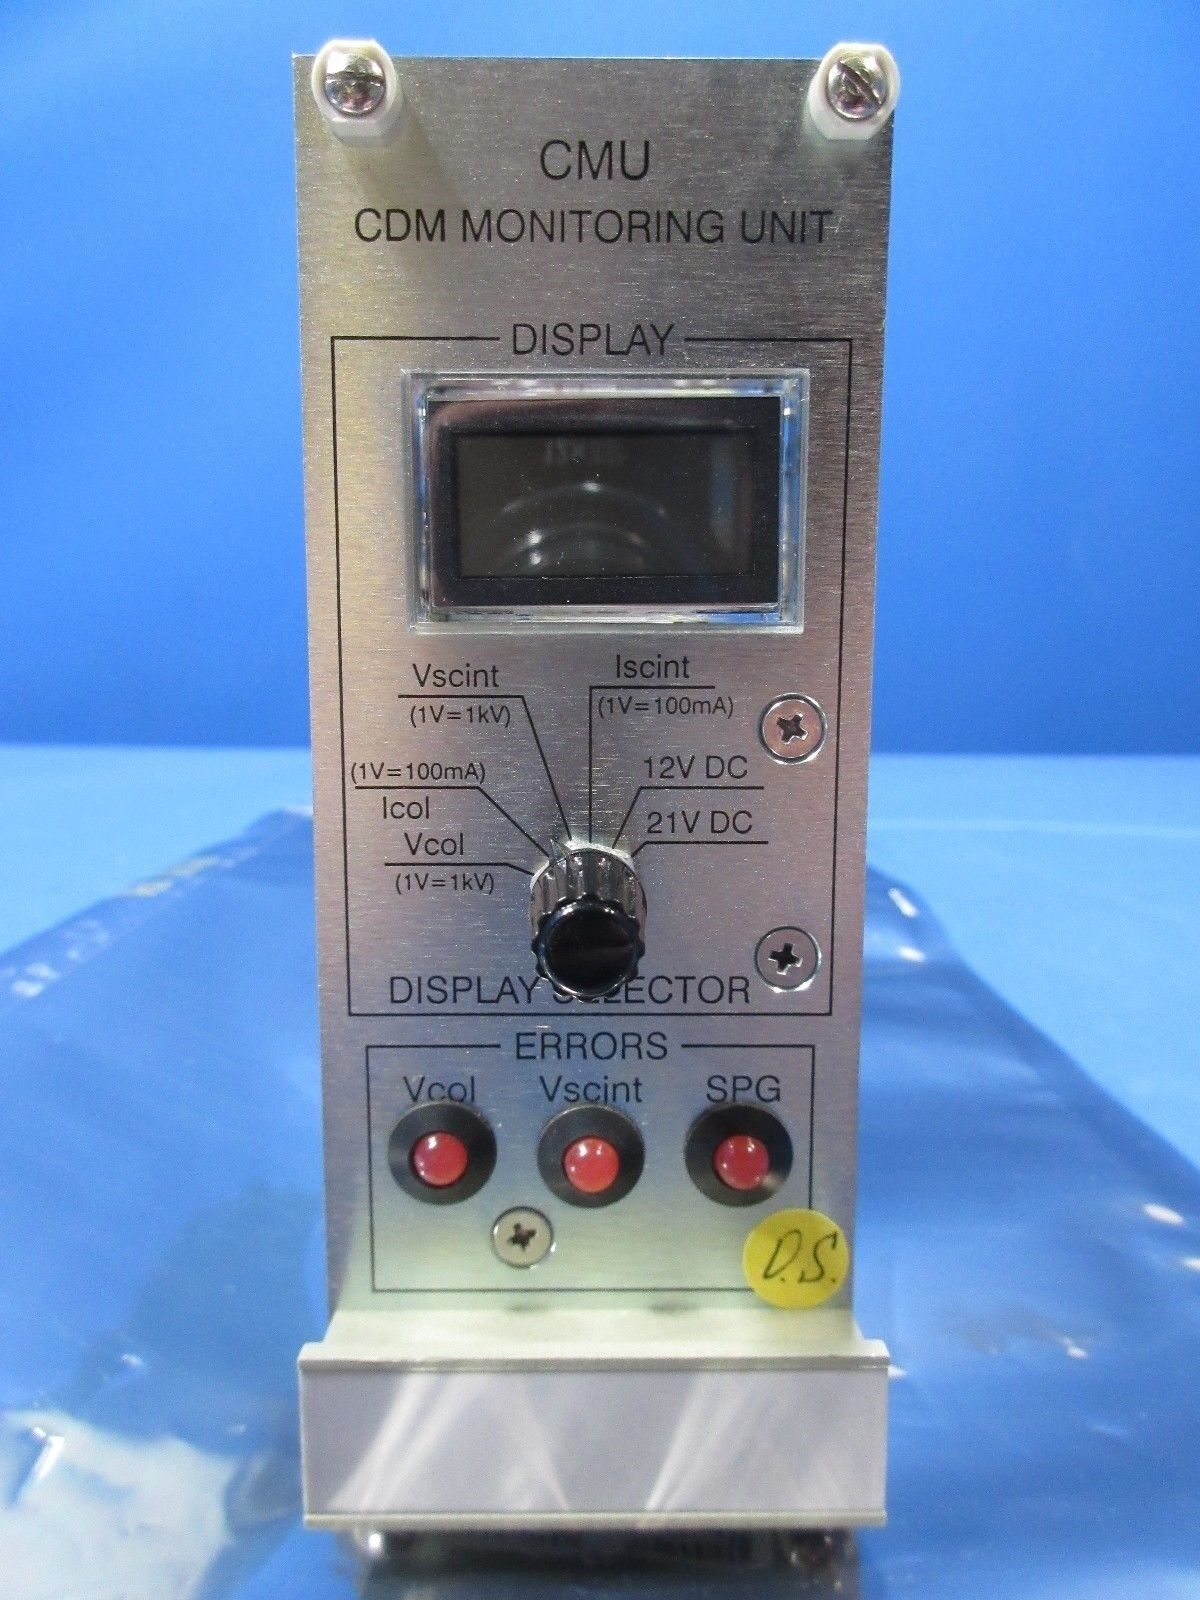 CMU
CDM MONITORING UNIT
DISPLAY
Vscint
(1V=1kV)
Iscint
(1V=100mA)
(1V=100mA)
Icol
12V DC
Vcol
(1V=1kV)
21V DC
DISPLAY SELECTOR
ERRORS
Vcol Vscint SPG
D.S.